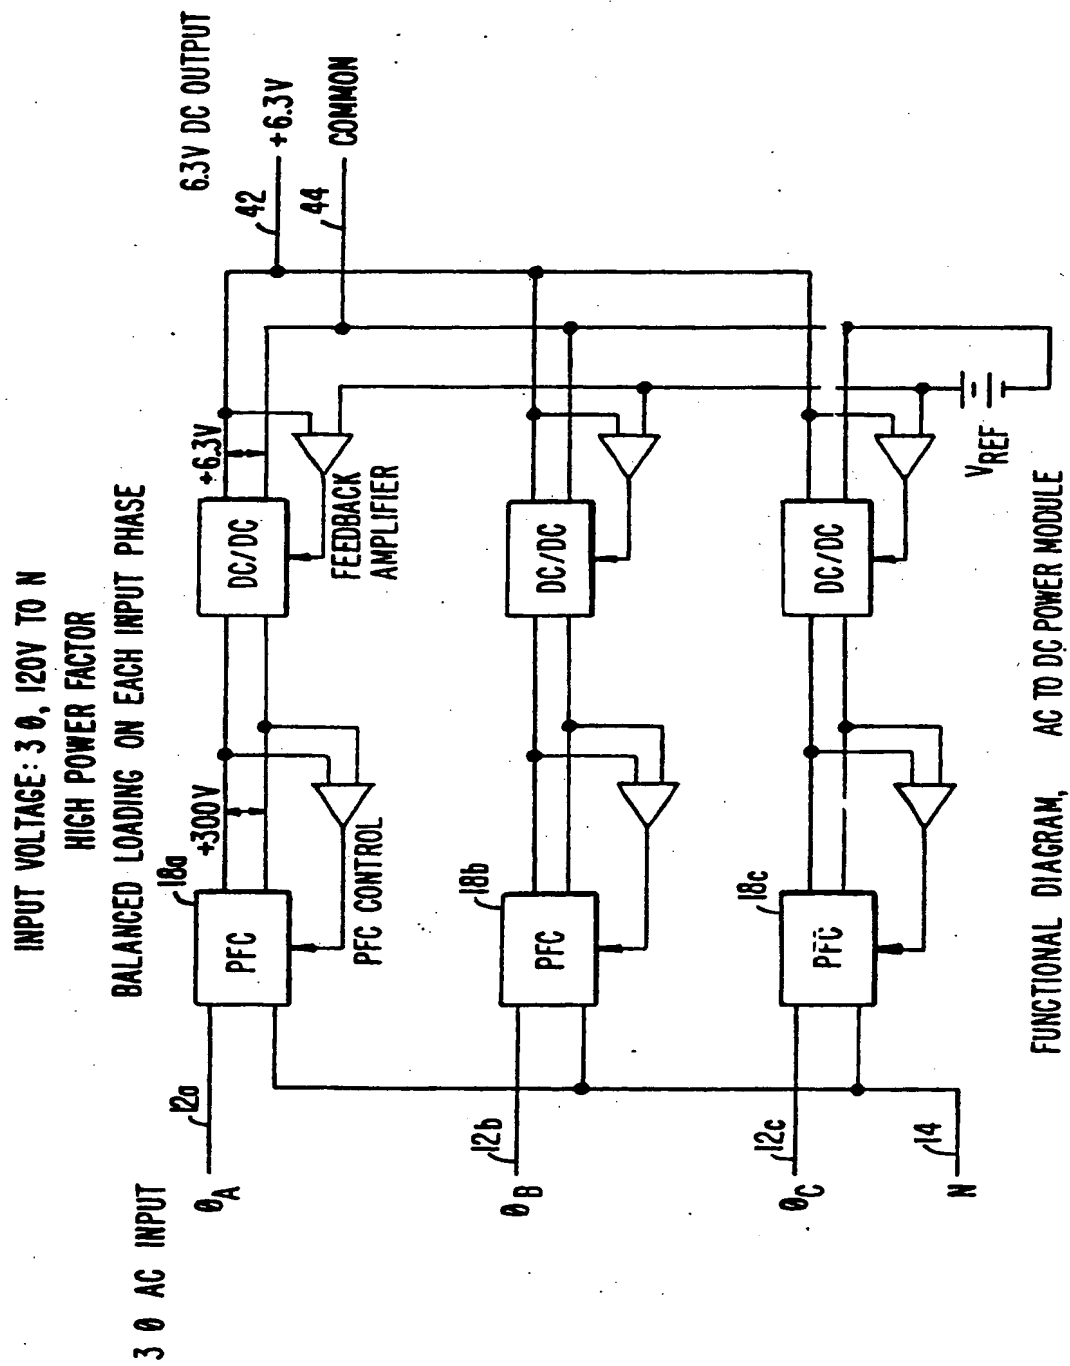 INPUT VOLTAGE: 3 Ø, 120V TO N
HIGH POWER FACTOR
BALANCED LOADING ON EACH INPUT PHASE
3 Ø AC INPUT
6.3V DC OUTPUT
ØA
12a
18a
PFC
+300V
PFC CONTROL
DC/DC
+6.3V
FEEDBACK
AMPLIFIER
42
+6.3V
44
COMMON
ØB
12b
18b
PFC
DC/DC
ØC
12c
18c
PFC
DC/DC
VREF
N
14
FUNCTIONAL DIAGRAM, AC TO DC POWER MODULE